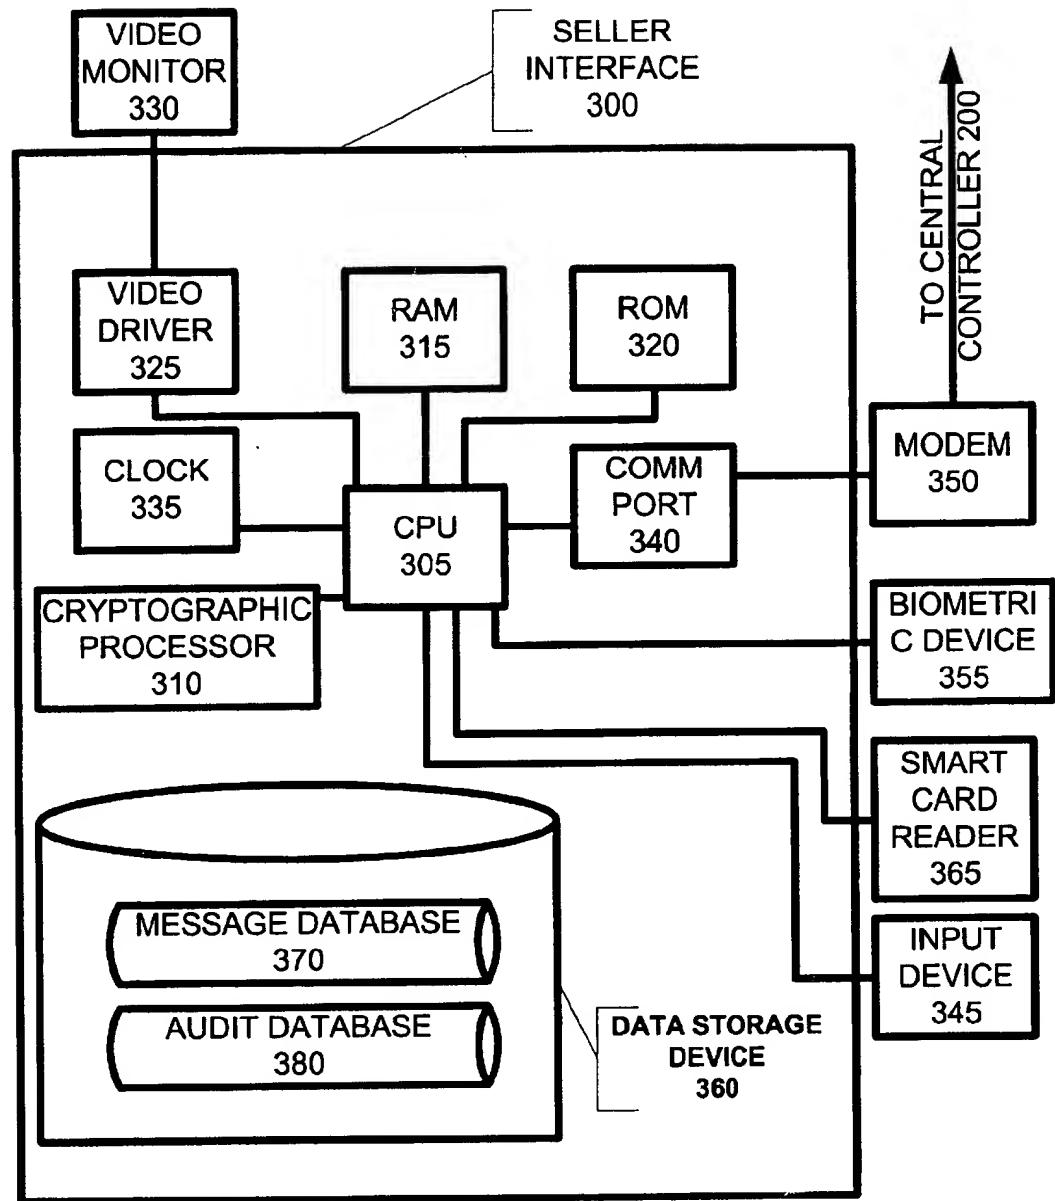 VIDEO
MONITOR
330
SELLER
INTERFACE
300
TO CENTRAL
CONTROLLER 200
VIDEO
DRIVER
325
RAM
315
ROM
320
CLOCK
335
CPU
305
COMM
PORT
340
MODEM
350
CRYPTOGRAPHIC
PROCESSOR
310
BIOMETRI
C DEVICE
355
SMART
CARD
READER
365
MESSAGE DATABASE
370
INPUT
DEVICE
345
AUDIT DATABASE
380
DATA STORAGE
DEVICE
360